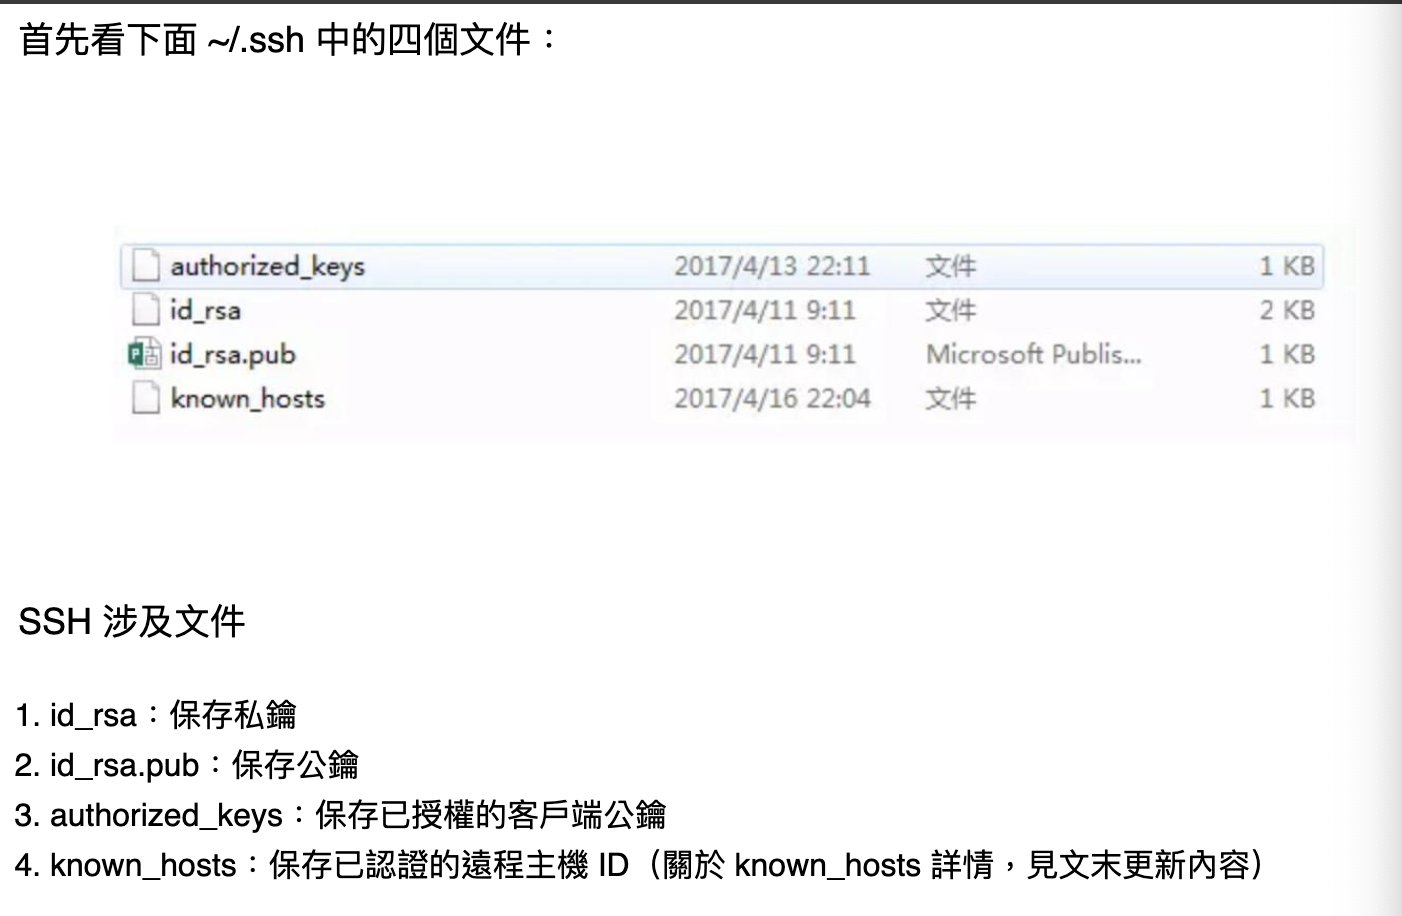 首先看下面 ~/.ssh 中的四個文件：
authorized_keys 2017/4/13 22:11 文件 1 KB
id_rsa 2017/4/11 9:11 文件 2 KB
id_rsa.pub 2017/4/11 9:11 Microsoft Publis... 1 KB
known_hosts 2017/4/16 22:04 文件 1 KB
SSH 涉及文件
1. id_rsa：保存私鑰
2. id_rsa.pub：保存公鑰
3. authorized_keys：保存已授權的客戶端公鑰
4. known_hosts：保存已認證的遠程主機 ID（關於 known_hosts 詳情，見文末更新內容）